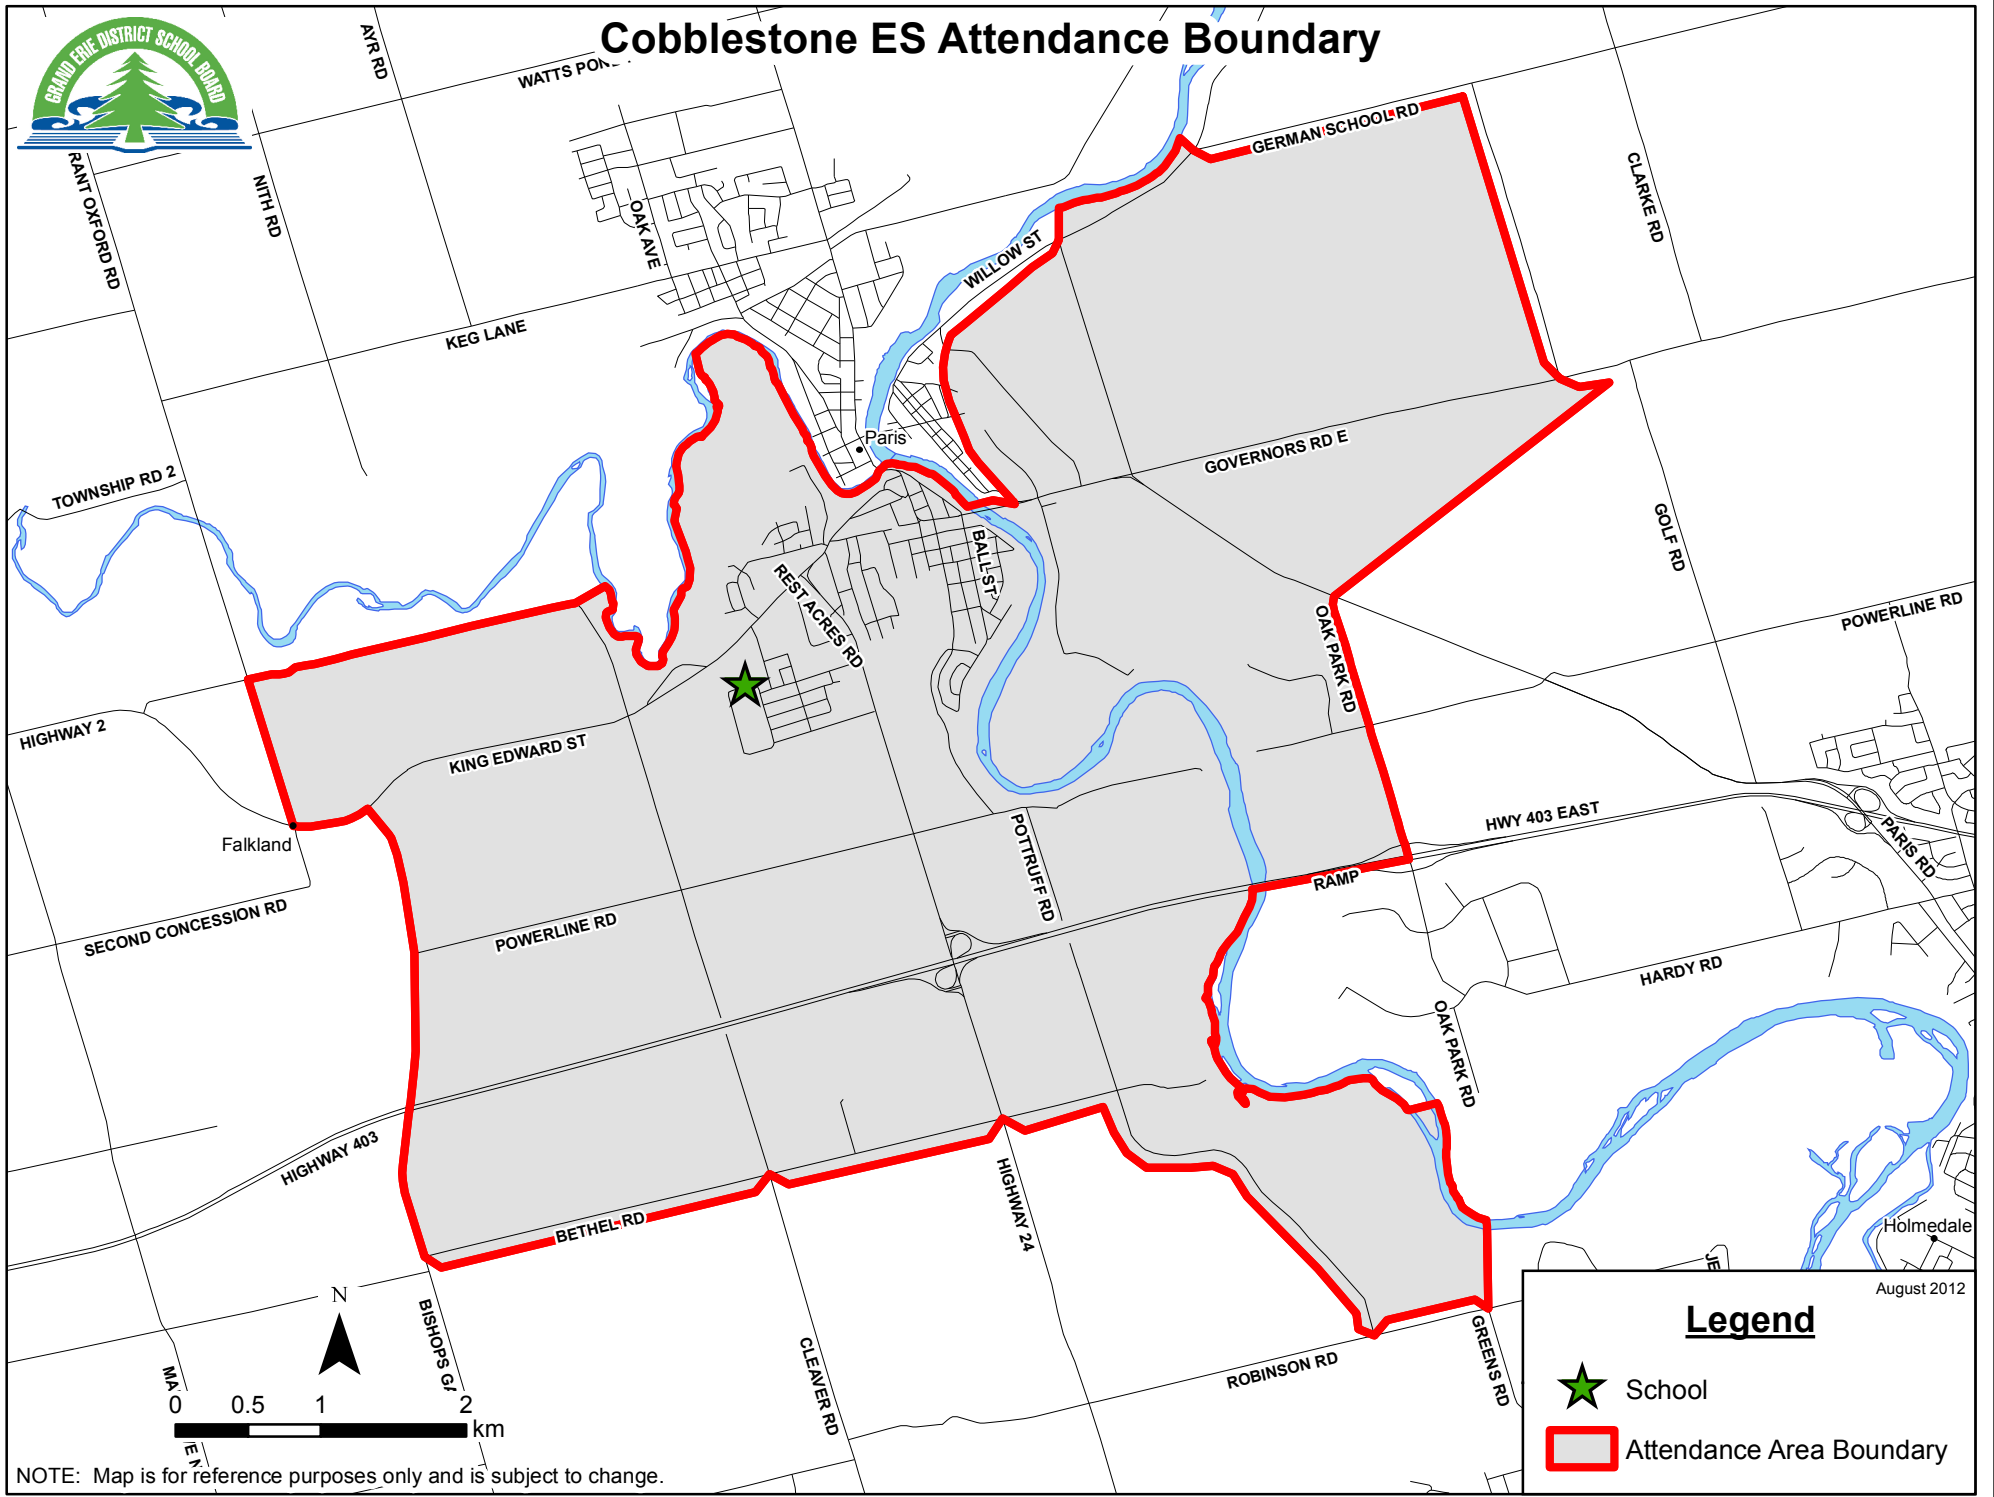 Cobblestone ES Attendance Boundary
GRAND ERIE DISTRICT SCHOOL BOARD
AYR RD
WATTS POND
GERMAN SCHOOL RD
RANT OXFORD RD
NITH RD
OAK AVE
CLARKE RD
WILLOW ST
KEG LANE
Paris
GOVERNORS RD E
TOWNSHIP RD 2
GOLF RD
BALL ST
REST ACRES RD
OAK PARK RD
POWERLINE RD
HIGHWAY 2
KING EDWARD ST
Falkland
POTTRUFF RD
HWY 403 EAST
PARIS RD
RAMP
SECOND CONCESSION RD
POWERLINE RD
HARDY RD
OAK PARK RD
HIGHWAY 403
HIGHWAY 24
BETHEL RD
Holmedale
JE
BISHOPS GA
CLEAVER RD
ROBINSON RD
GREENS RD
MA
E N
N
0 0.5 1 2
km
NOTE: Map is for reference purposes only and is subject to change.
August 2012
Legend
School
Attendance Area Boundary